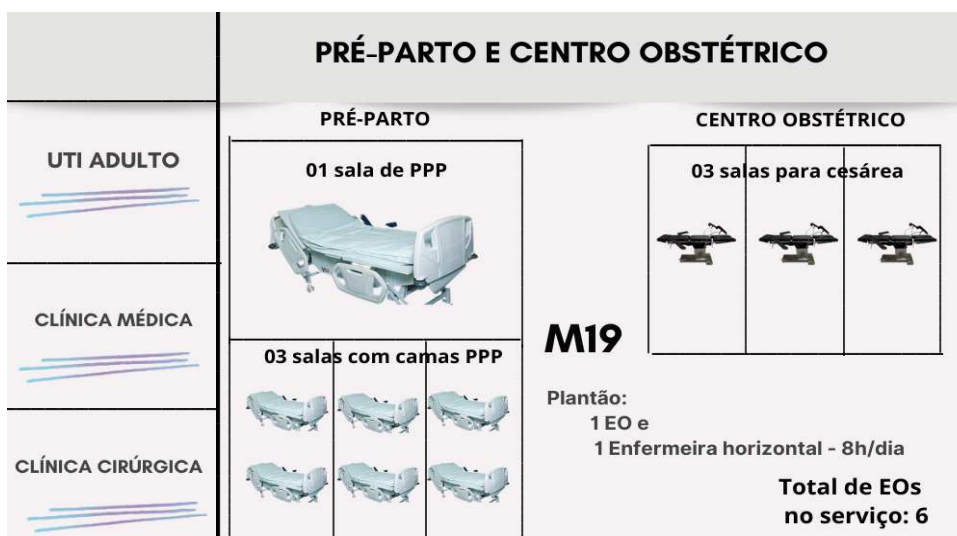 PRÉ-PARTO E CENTRO OBSTÉTRICO
UTI ADULTO
CLÍNICA MÉDICA
CLÍNICA CIRÚRGICA
PRÉ-PARTO
01 sala de PPP
03 salas com camas PPP
CENTRO OBSTÉTRICO
03 salas para cesárea
M19
Plantão:
1 EO e
1 Enfermeira horizontal - 8h/dia
Total de EOs
no serviço: 6